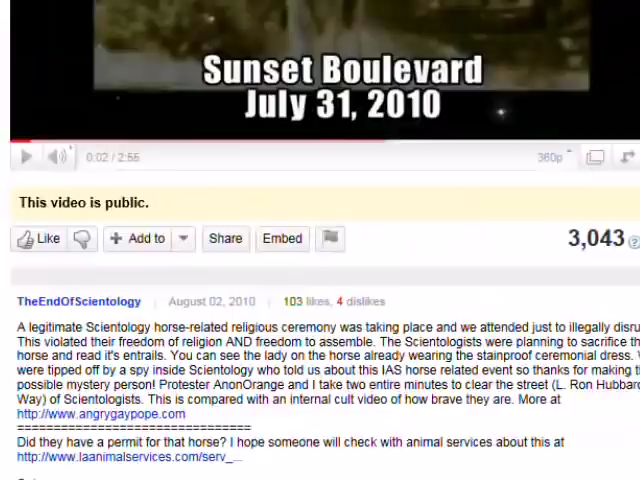 Sunset Boulevard
July 31, 2010
0:02 / 2:55
360p
This video is public.
Like
Add to
Share
Embed
3,043
TheEndOfScientology
August 02, 2010
103 likes, 4 dislikes
A legitimate Scientology horse-related religious ceremony was taking place and we attended just to illegally disru
This violated their freedom of religion AND freedom to assemble. The Scientologists were planning to sacrifice th
horse and read it's entrails. You can see the lady on the horse already wearing the stainproof ceremonial dress.
were tipped off by a spy inside Scientology who told us about this IAS horse related event so thanks for making t
possible mystery person! Protester AnonOrange and I take two entire minutes to clear the street (L. Ron Hubbard
Way) of Scientologists. This is compared with an internal cult video of how brave they are. More at
http://www.angrygaypope.com
==============================
Did they have a permit for that horse? I hope someone will check with animal services about this at
http://www.laanimalservices.com/serv_...